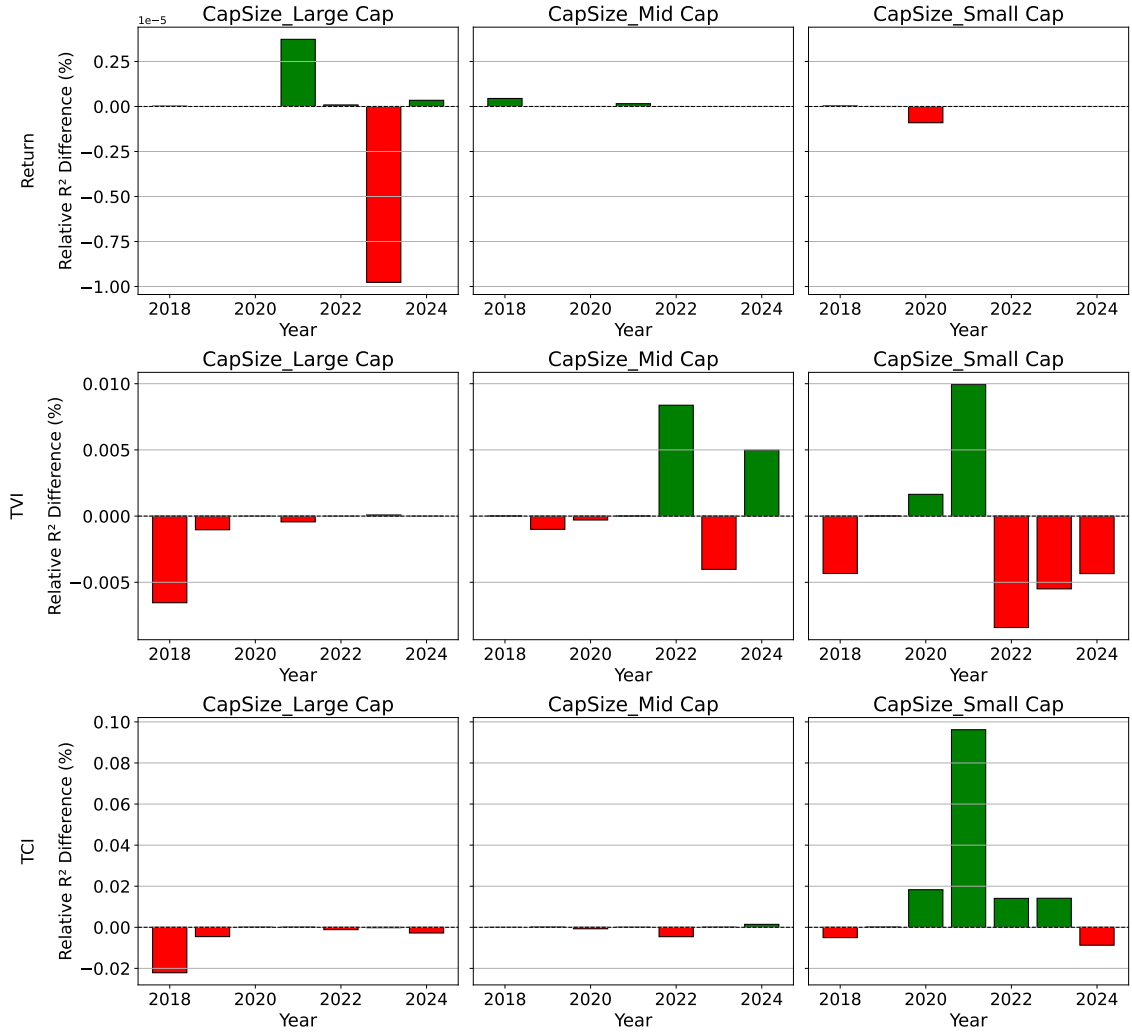 CapSize_Large Cap CapSize_Mid Cap CapSize_Small Cap
1e−5
Return
Relative R² Difference (%)
0.25
0.00
−0.25
−0.50
−0.75
−1.00
2018 2020 2022 2024 2018 2020 2022 2024 2018 2020 2022 2024
Year Year Year
CapSize_Large Cap CapSize_Mid Cap CapSize_Small Cap
TVI
Relative R² Difference (%)
0.010
0.005
0.000
−0.005
2018 2020 2022 2024 2018 2020 2022 2024 2018 2020 2022 2024
Year Year Year
CapSize_Large Cap CapSize_Mid Cap CapSize_Small Cap
TCI
Relative R² Difference (%)
0.10
0.08
0.06
0.04
0.02
0.00
−0.02
2018 2020 2022 2024 2018 2020 2022 2024 2018 2020 2022 2024
Year Year Year